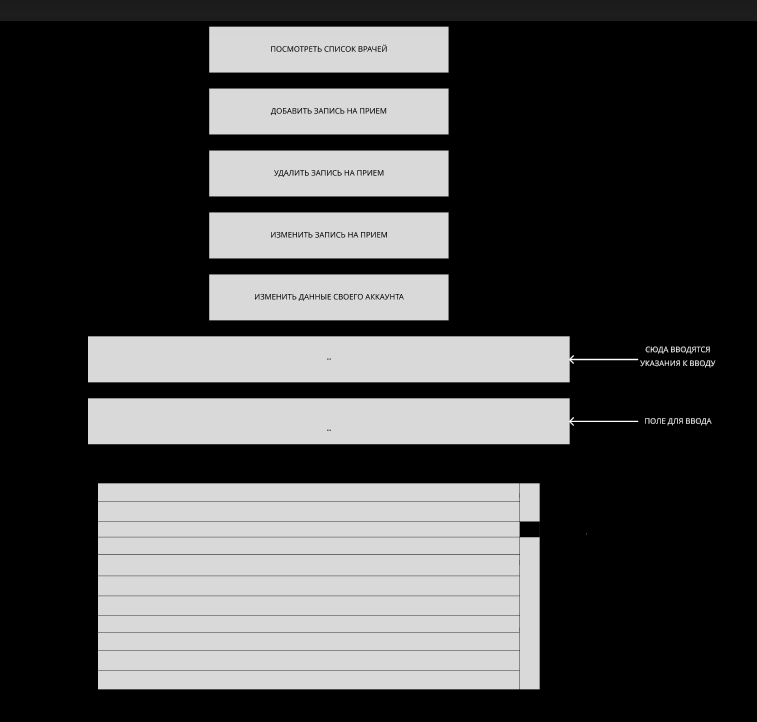 ПОСМОТРЕТЬ СПИСОК ВРАЧЕЙ
ДОБАВИТЬ ЗАПИСЬ НА ПРИЕМ
УДАЛИТЬ ЗАПИСЬ НА ПРИЕМ
ИЗМЕНИТЬ ЗАПИСЬ НА ПРИЕМ
ИЗМЕНИТЬ ДАННЫЕ СВОЕГО АККАУНТА
..
СЮДА ВВОДЯТСЯ
УКАЗАНИЯ К ВВОДУ
..
ПОЛЕ ДЛЯ ВВОДА